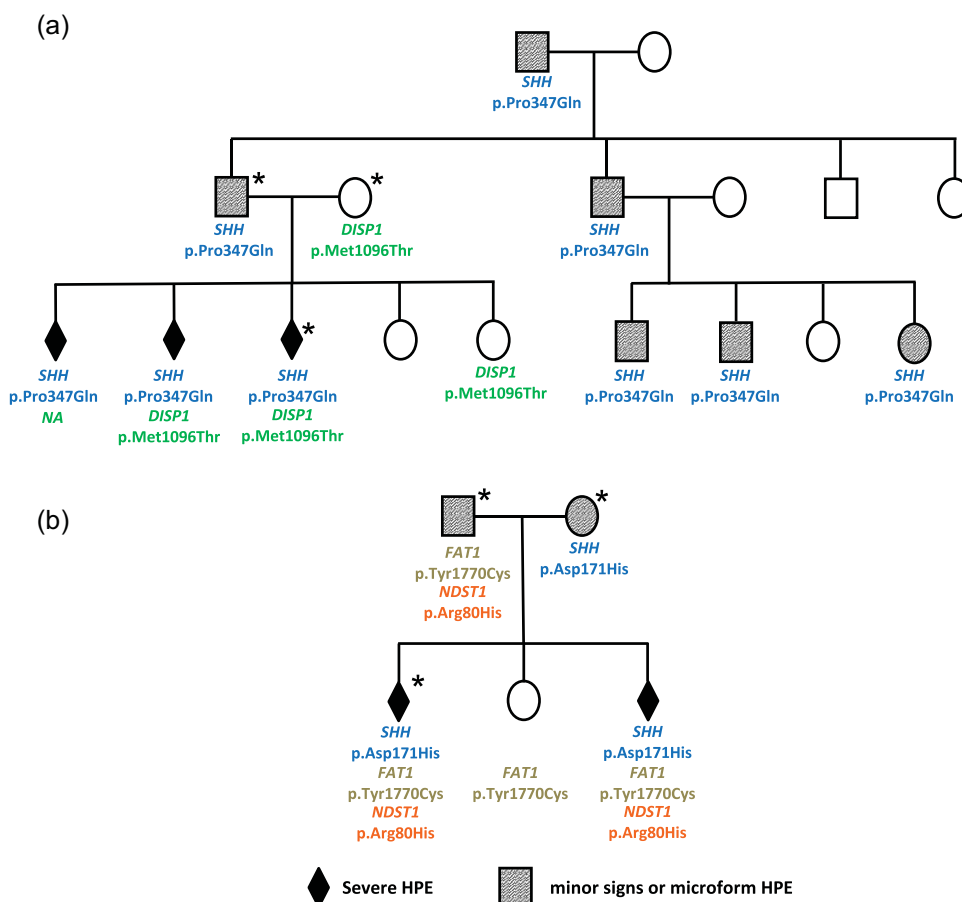 (a)
SHH
p.Pro347Gln
* *
SHH
p.Pro347Gln
DISP1
p.Met1096Thr
SHH
p.Pro347Gln
*
SHH
p.Pro347Gln
NA
SHH
p.Pro347Gln
DISP1
p.Met1096Thr
SHH
p.Pro347Gln
DISP1
p.Met1096Thr
DISP1
p.Met1096Thr
SHH
p.Pro347Gln
SHH
p.Pro347Gln
SHH
p.Pro347Gln
(b)
* *
FAT1
p.Tyr1770Cys
NDST1
p.Arg80His
SHH
p.Asp171His
*
SHH
p.Asp171His
FAT1
p.Tyr1770Cys
NDST1
p.Arg80His
FAT1
p.Tyr1770Cys
SHH
p.Asp171His
FAT1
p.Tyr1770Cys
NDST1
p.Arg80His
Severe HPE
minor signs or microform HPE